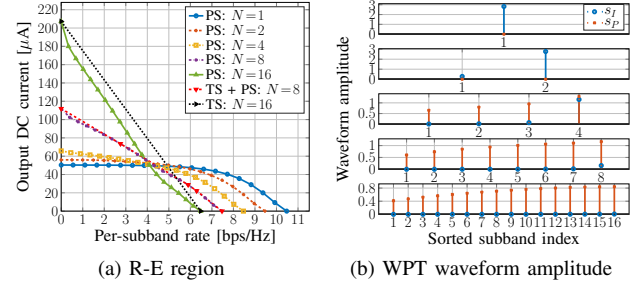 220
200
180
160
140
120
100
80
60
40
20
0
0 1 2 3 4 5 6 7 8 9 10 11
Output DC current [μA]
Per-subband rate [bps/Hz]
PS: N = 1
PS: N = 2
PS: N = 4
PS: N = 8
PS: N = 16
TS + PS: N = 8
TS: N = 16
(a) R-E region
Waveform amplitude
3
2
1
0
1
s_I
s_P
3
2
1
0
1 2
1
0.5
0
1 2 3 4
1
0.5
0
1 2 3 4 5 6 7 8
0.8
0.4
0
1 2 3 4 5 6 7 8 9 10 11 12 13 14 15 16
Sorted subband index
(b) WPT waveform amplitude